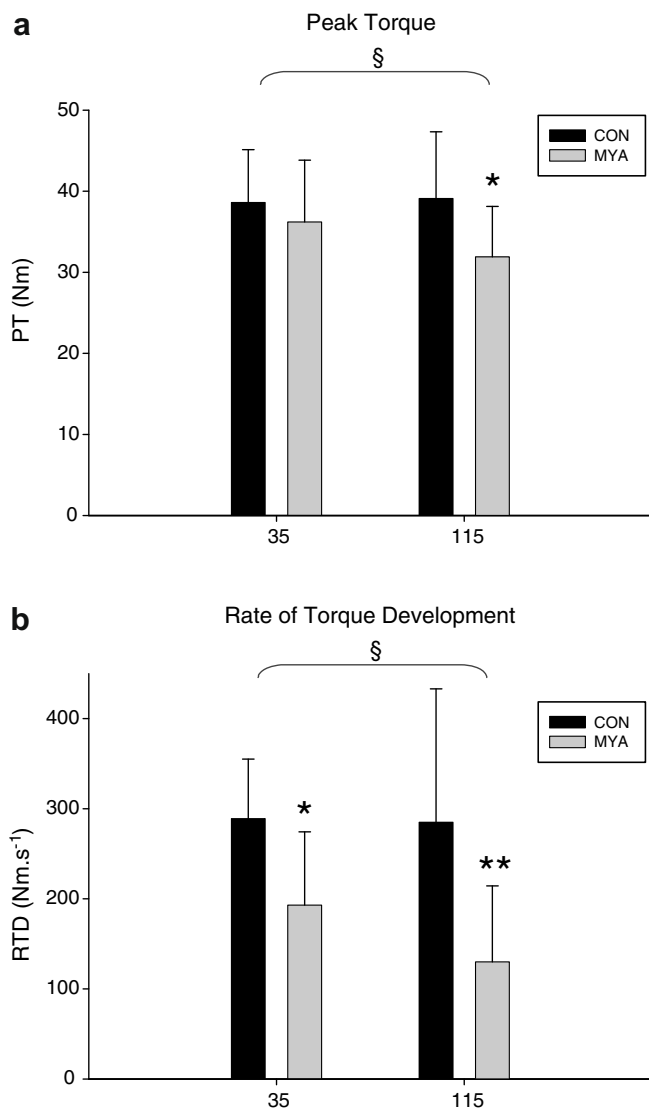 a
Peak Torque
§
50
40
30
20
10
0
PT (Nm)
CON
MYA
*
35
115
b
Rate of Torque Development
§
400
300
200
100
0
RTD (Nm.s-1)
CON
MYA
*
**
35
115